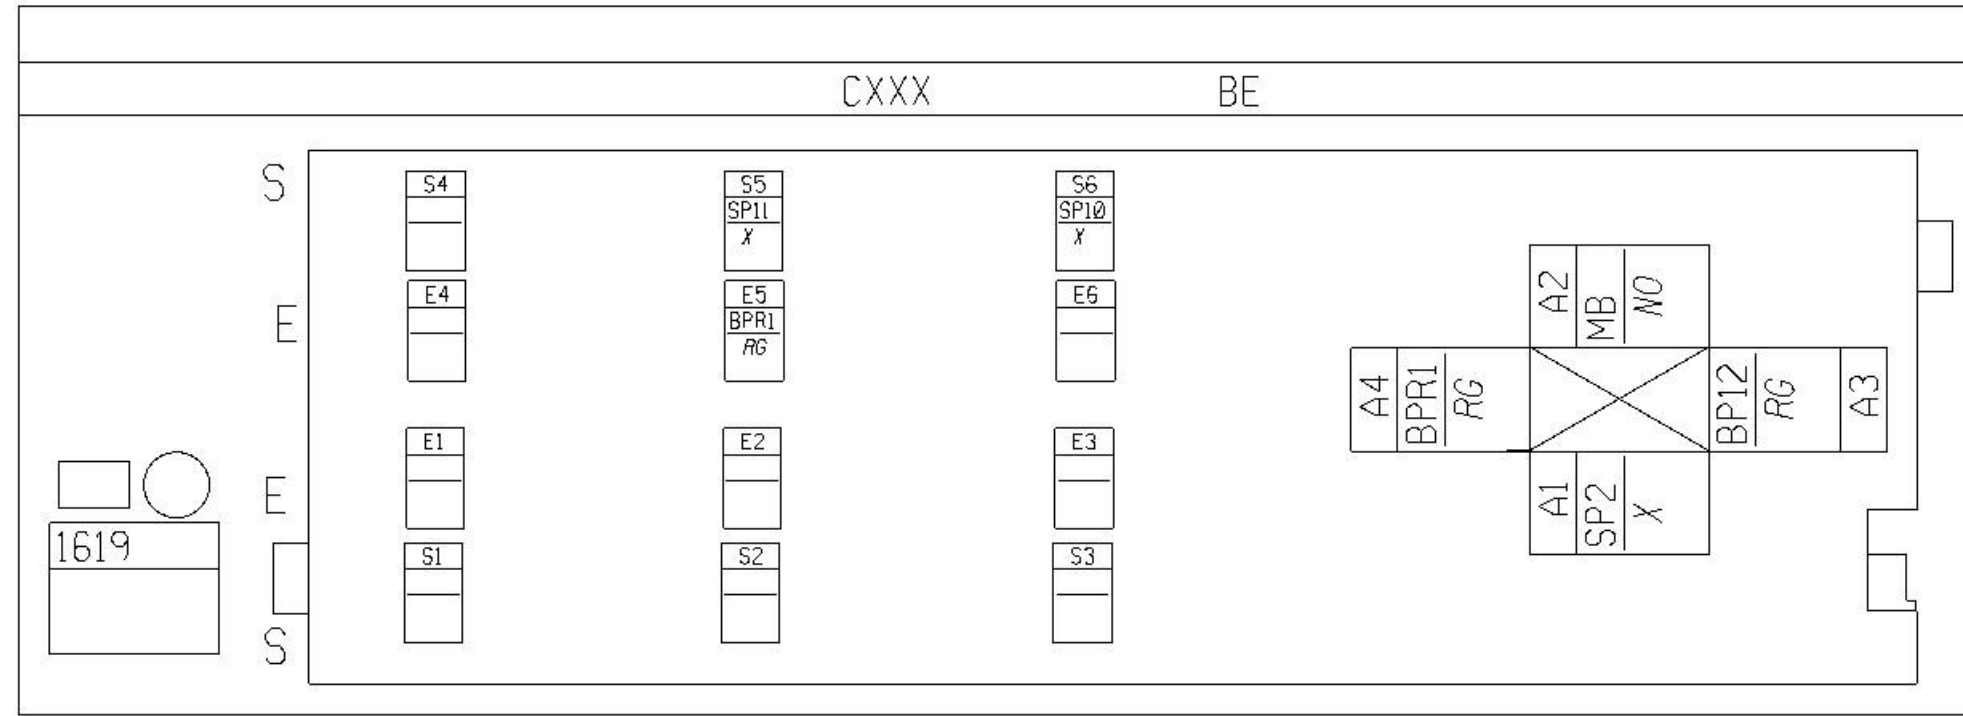 CXXX BE
S
S4 S5 S6
SP11 SP10
X X
E
E4 E5 E6
BPR1
RG
A2
MB
NO
A4
BPR1
RG
BP12
RG
A3
A1
SP2
X
E
E1 E2 E3
1619
S1 S2 S3
S